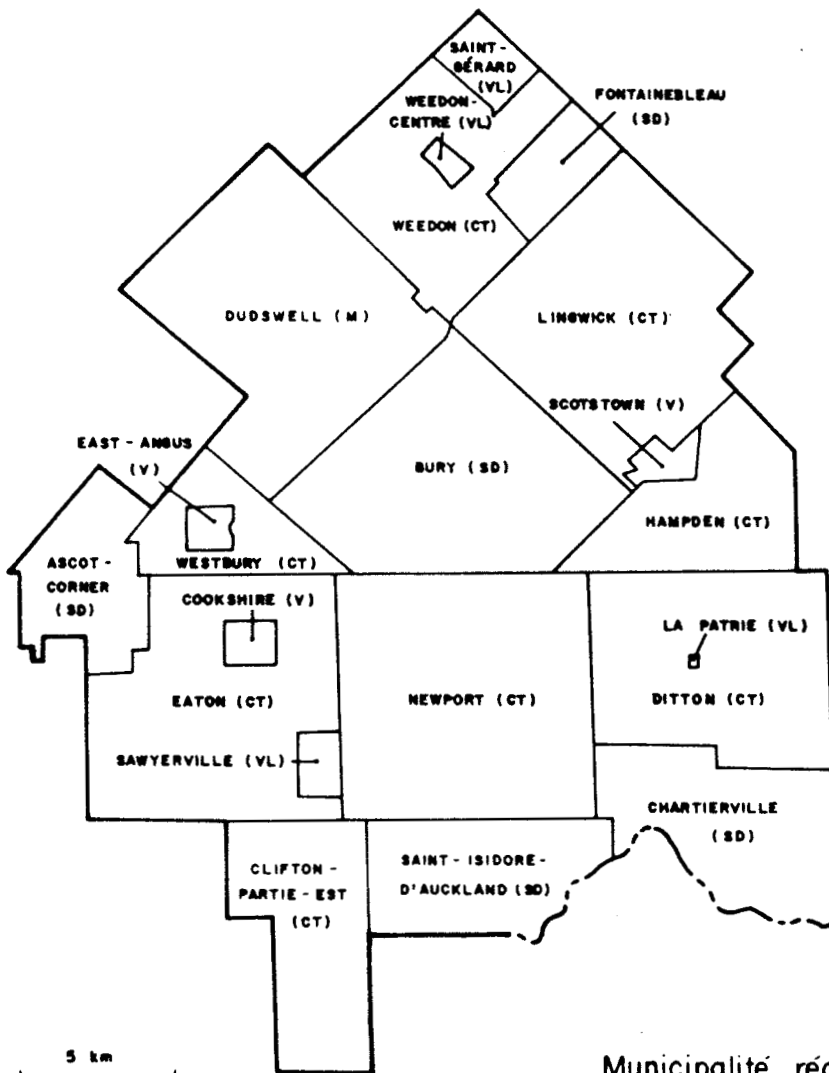 SAINT-
GÉRARD
(VL)
WEEDON-
CENTRE (VL)
FONTAINEBLEAU
(SD)
WEEDON (CT)
DUDSWELL (M)
LINGWICK (CT)
SCOTSTOWN (V)
EAST-ANGUS
(V)
BURY (SD)
HAMPDEN (CT)
WESTBURY (CT)
ASCOT-
CORNER
(SD)
COOKSHIRE (V)
LA PATRIE (VL)
EATON (CT)
NEWPORT (CT)
DITTON (CT)
SAWYERVILLE (VL)
CHARTIERVILLE
(SD)
CLIFTON-
PARTIE-EST
(CT)
SAINT-ISIDORE-
D'AUCKLAND (SD)
5 km
Municipalité